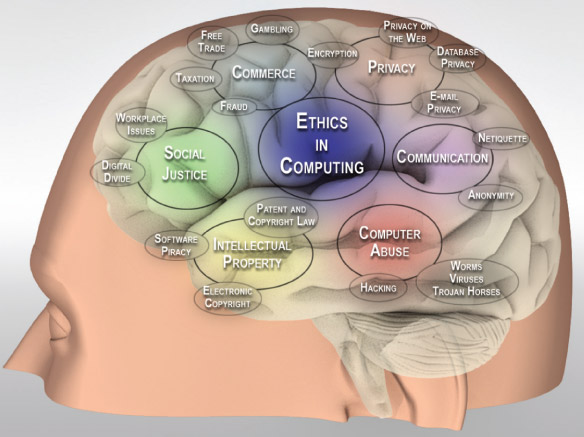 GAMBLING
FREE
TRADE
PRIVACY ON
THE WEB
ENCRYPTION
DATABASE
PRIVACY
COMMERCE
PRIVACY
TAXATION
E-MAIL
PRIVACY
FRAUD
WORKPLACE
ISSUES
ETHICS
IN
COMPUTING
NETIQUETTE
SOCIAL
JUSTICE
COMMUNICATION
DIGITAL
DIVIDE
ANONYMITY
PATENT AND
COPYRIGHT LAW
SOFTWARE
PIRACY
INTELLECTUAL
PROPERTY
COMPUTER
ABUSE
WORMS
VIRUSES
TROJAN HORSES
ELECTRONIC
COPYRIGHT
HACKING